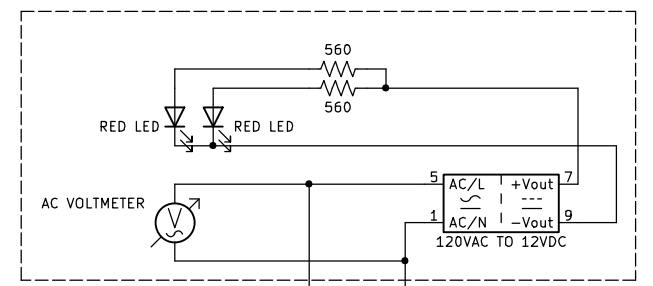 560
560
RED LED
RED LED
AC VOLTMETER
V
5
AC/L
+Vout
7
1
AC/N
-Vout
9
120VAC TO 12VDC